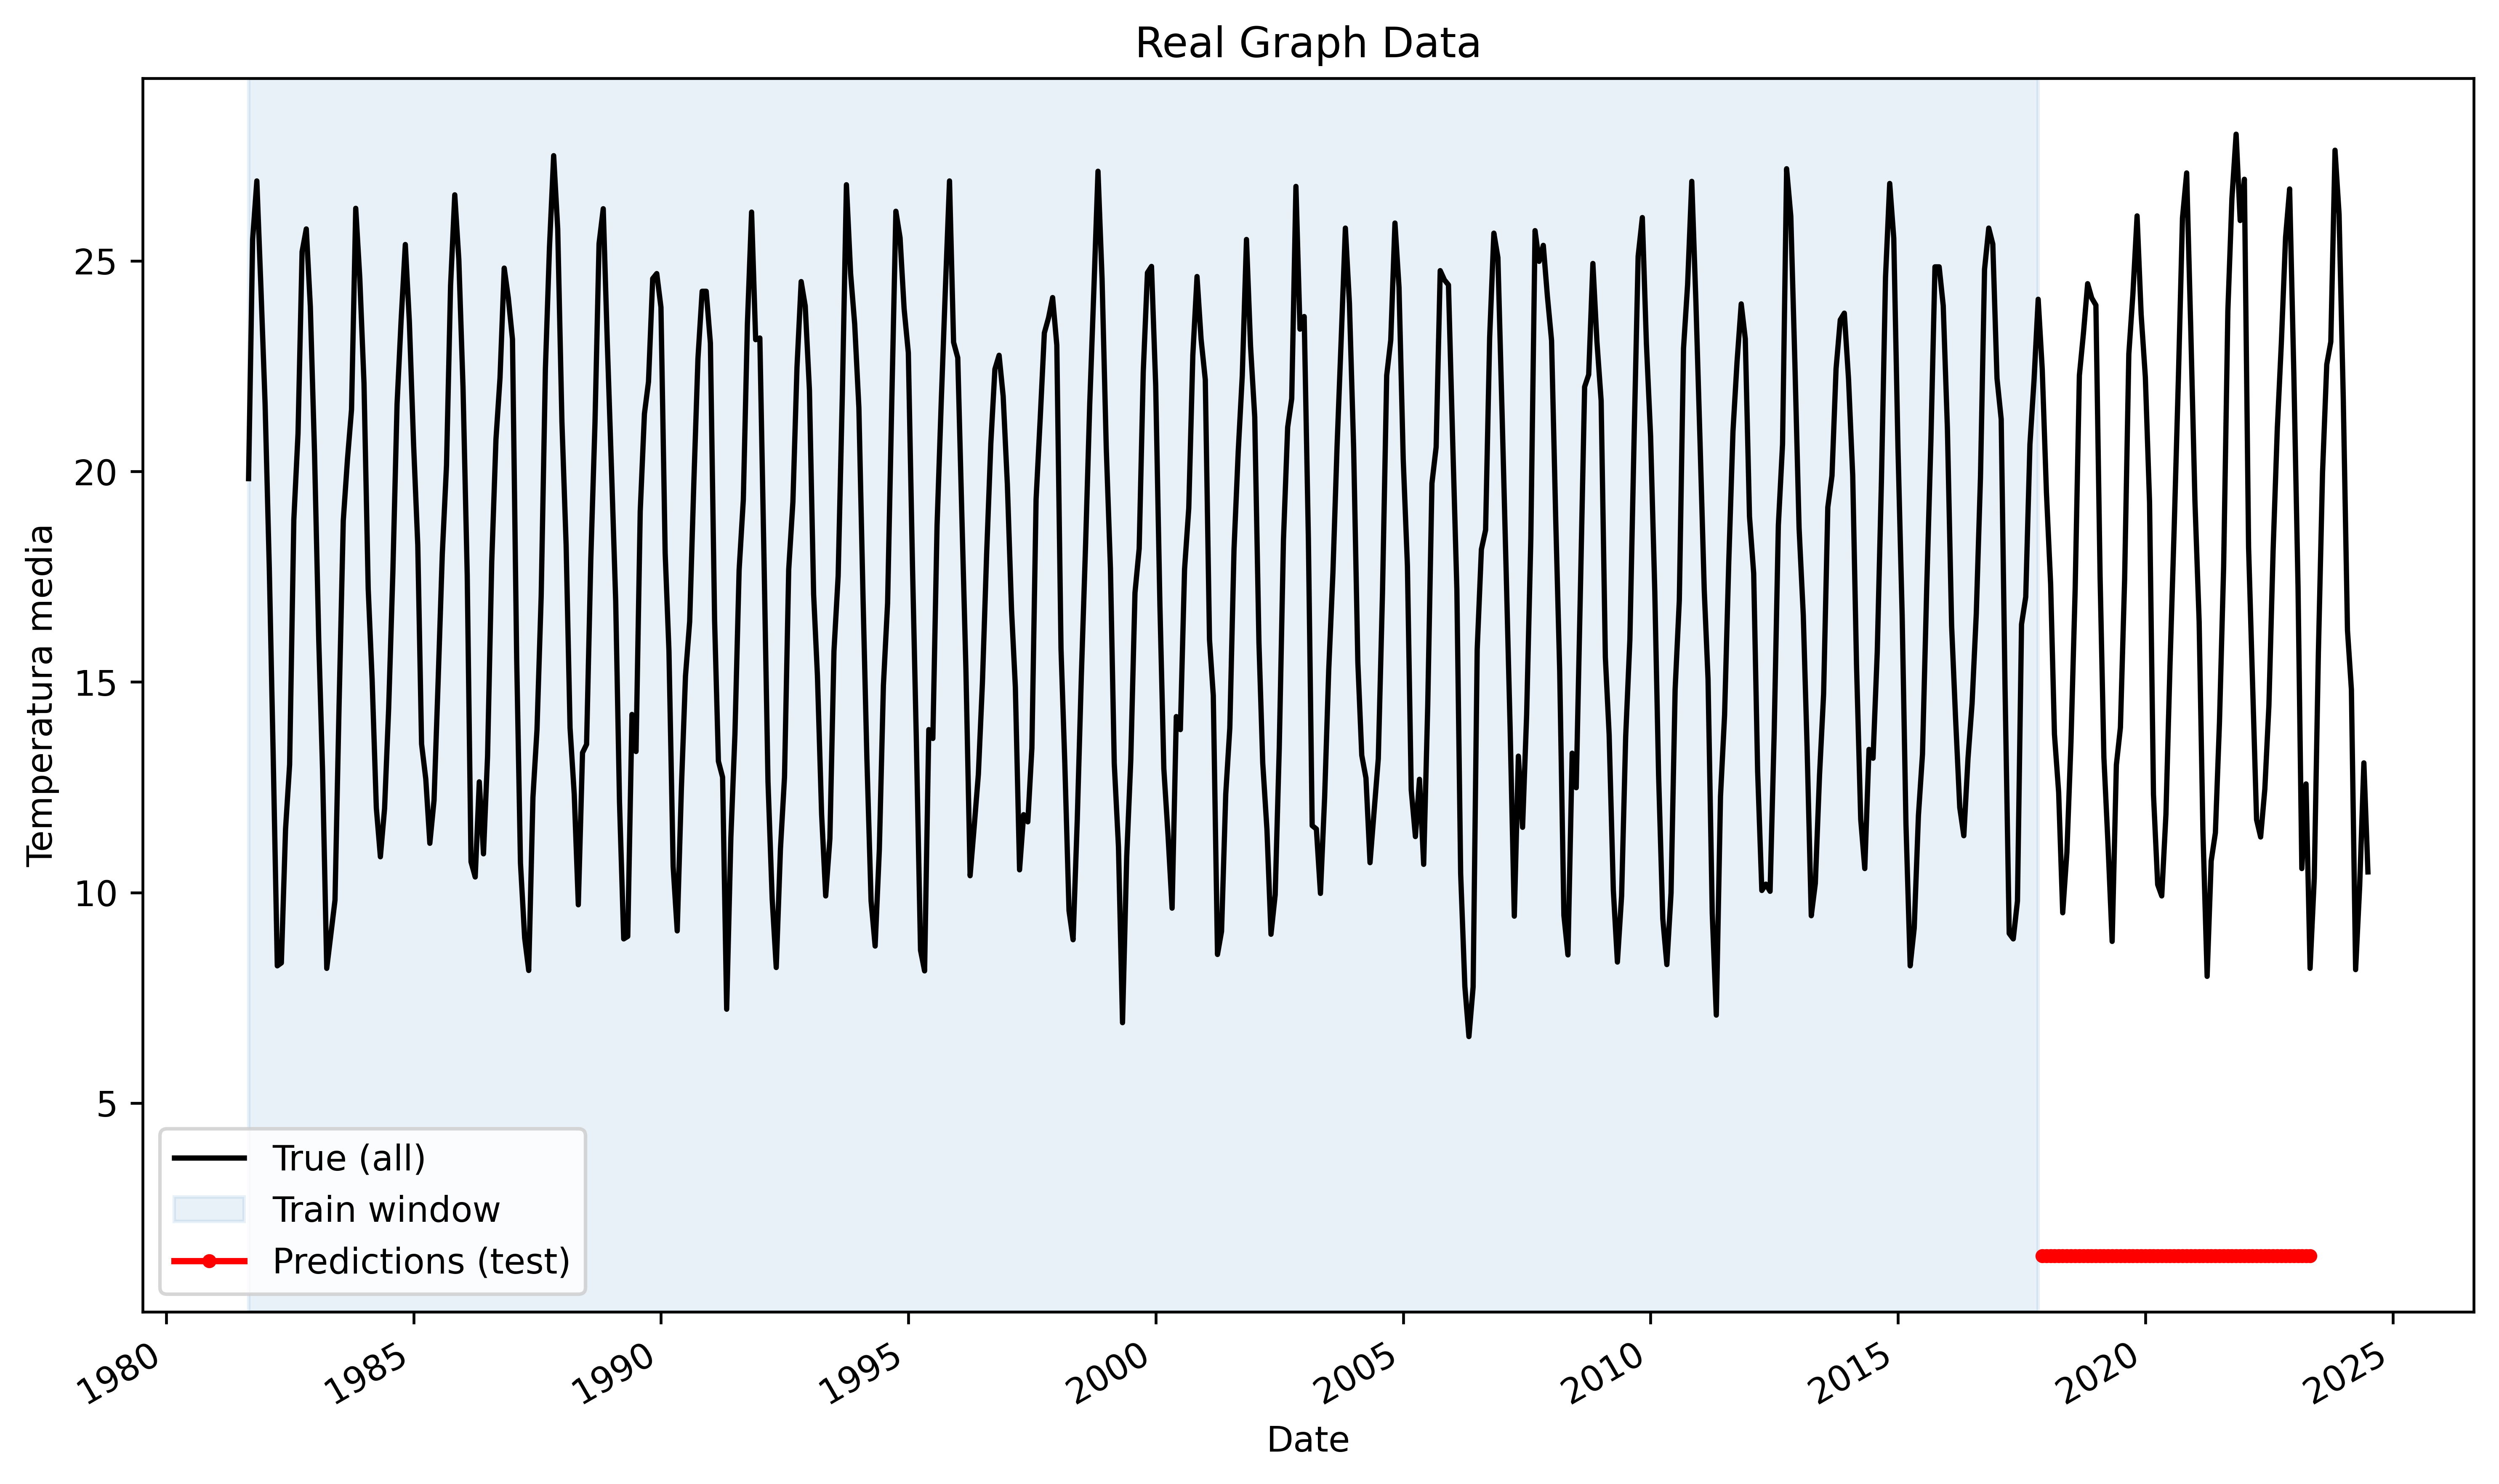 Real Graph Data
Temperatura media
25
20
15
10
5
True (all)
Train window
Predictions (test)
1980
1985
1990
1995
2000
2005
2010
2015
2020
2025
Date